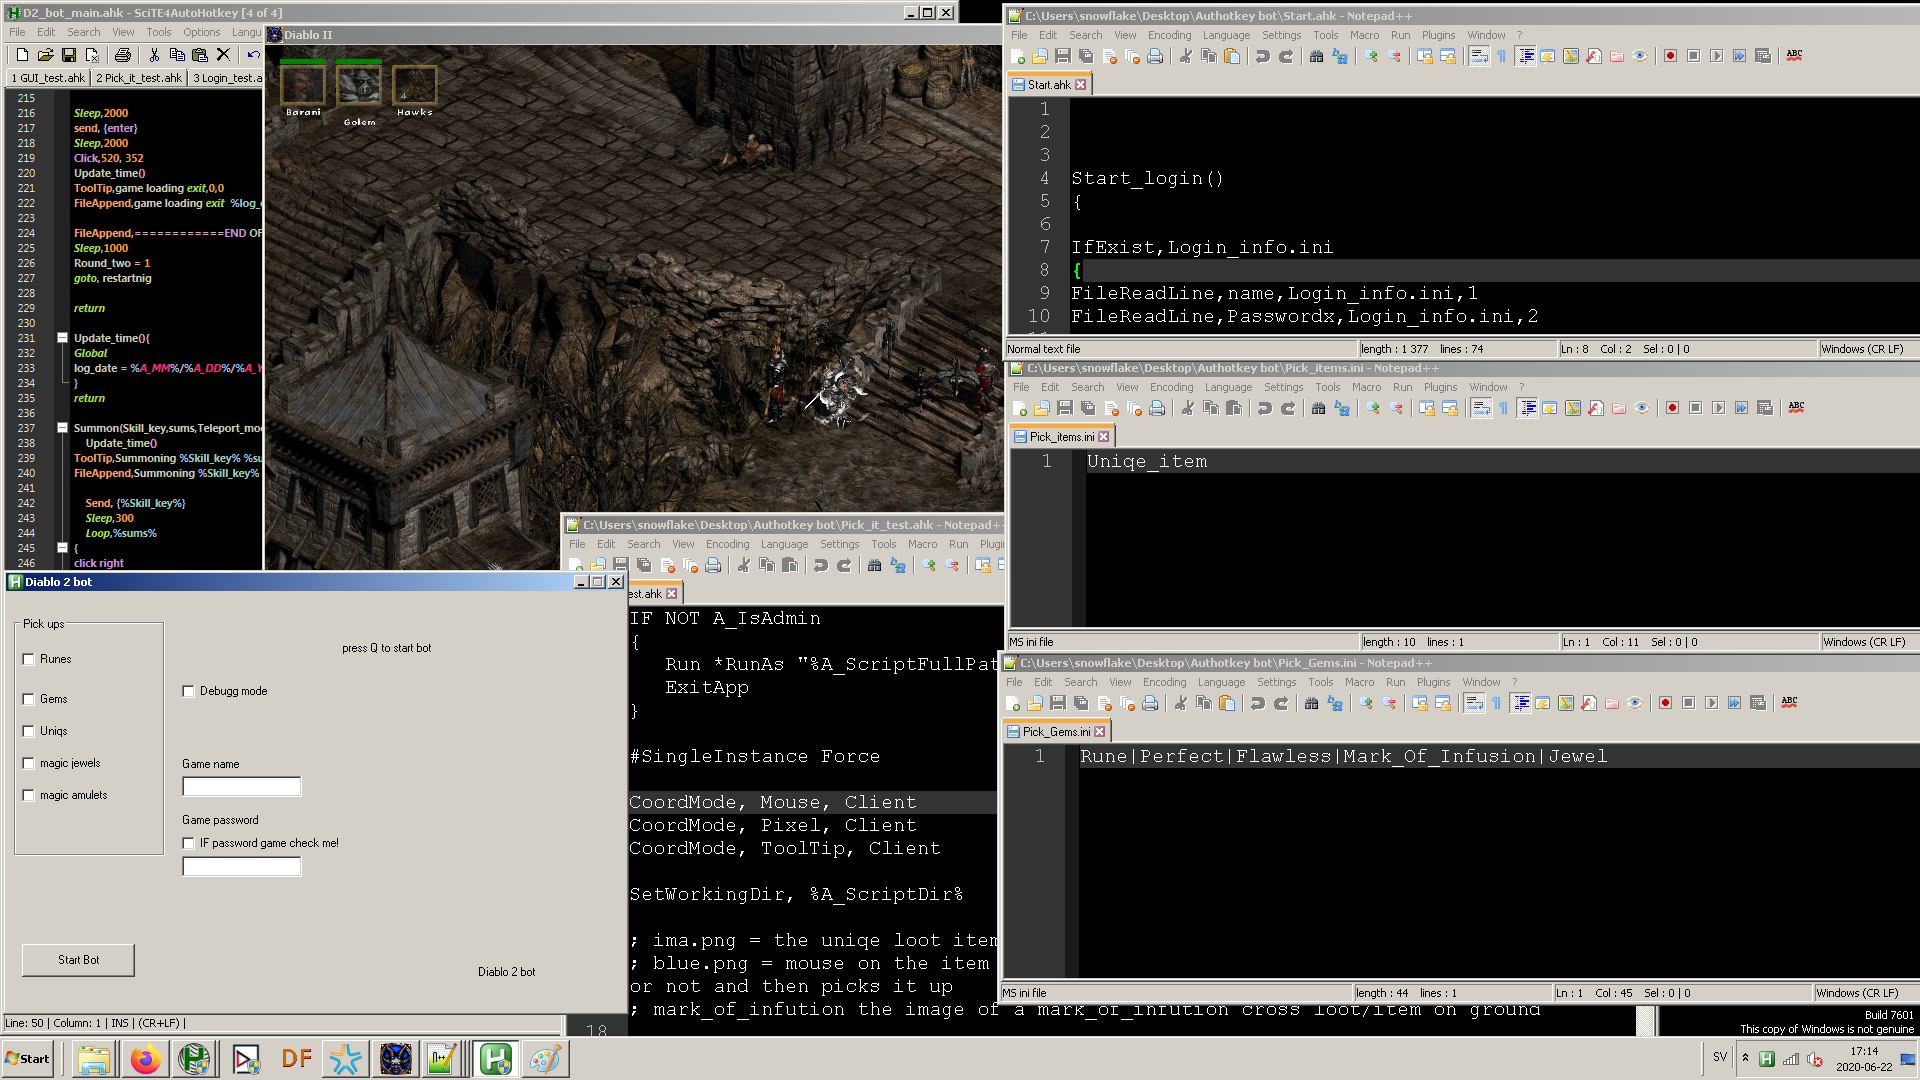 D2_bot_main.ahk - SciTE4AutoHotkey [4 of 4]
File Edit Search View Tools Options Langu
1 GUI_test.ahk 2 Pick_it_test.ahk 3 Login_test.a
215
216 Sleep,2000
217 send, {enter}
218 Sleep,2000
219 Click,520, 352
220 Update_time()
221 ToolTip,game loading exit,0,0
222 FileAppend,game loading exit %log_
223
224 FileAppend,============END OF
225 Sleep,1000
226 Round_two = 1
227 goto, restartnig
228
229 return
230
231 Update_time(){
232 Global
233 log_date = %A_MM%/%A_DD%/%A_Y
234 }
235 return
236
237 Summon(Skill_key,sums,Teleport_mo
238 Update_time()
239 ToolTip,Summoning %Skill_key% %su
240 FileAppend,Summoning %Skill_key%
241
242 Send, {%Skill_key%}
243 Sleep,300
244 Loop,%sums%
245 {
246 click right
Diablo II
Barani
Golem
4
Hawks
Diablo 2 bot
Pick ups
Runes
Gems
Uniqs
magic jewels
magic amulets
press Q to start bot
Debugg mode
Game name
Game password
IF password game check me!
Start Bot
Diablo 2 bot
Line: 50 | Column: 1 | INS | (CR+LF) |
C:\Users\snowflake\Desktop\Authotkey bot\Pick_it_test.ahk - Notepad+
File Edit Search View Encoding Language Settings Tools Macro Run Plugi
est.ahk
IF NOT A_IsAdmin
{
Run *RunAs "%A_ScriptFullPat
ExitApp
}
#SingleInstance Force
CoordMode, Mouse, Client
CoordMode, Pixel, Client
CoordMode, ToolTip, Client
SetWorkingDir, %A_ScriptDir%
; ima.png = the uniqe loot item
; blue.png = mouse on the item
or not and then picks it up
; mark_of_infution the image of a mark_of_infution cross loot/item on ground
18
C:\Users\snowflake\Desktop\Authotkey bot\Start.ahk - Notepad++
File Edit Search View Encoding Language Settings Tools Macro Run Plugins Window ?
ABC
Start.ahk
1
2
3
4 Start_login()
5 {
6
7 IfExist,Login_info.ini
8 {
9 FileReadLine,name,Login_info.ini,1
10 FileReadLine,Passwordx,Login_info.ini,2
Normal text file length : 1 377 lines : 74 Ln : 8 Col : 2 Sel : 0 | 0 Windows (CR LF)
C:\Users\snowflake\Desktop\Authotkey bot\Pick_items.ini - Notepad++
File Edit Search View Encoding Language Settings Tools Macro Run Plugins Window ?
ABC
Pick_items.ini
1 Uniqe_item
MS ini file length : 10 lines : 1 Ln : 1 Col : 11 Sel : 0 | 0 Windows (CR LF)
C:\Users\snowflake\Desktop\Authotkey bot\Pick_Gems.ini - Notepad++
File Edit Search View Encoding Language Settings Tools Macro Run Plugins Window ?
ABC
Pick_Gems.ini
1 Rune|Perfect|Flawless|Mark_Of_Infusion|Jewel
MS ini file length : 44 lines : 1 Ln : 1 Col : 45 Sel : 0 | 0 Windows (CR LF)
Build 7601
This copy of Windows is not genuine
Start
DF
SV
17:14
2020-06-22